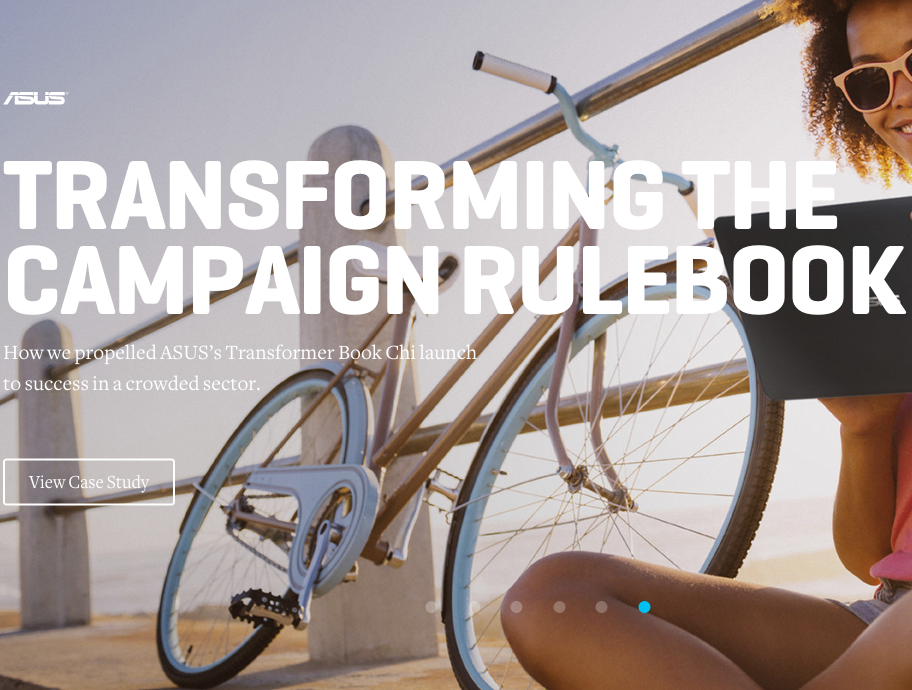 ASUS
TRANSFORMING THE
CAMPAIGN RULEBOOK
How we propelled ASUS’s Transformer Book Chi launch
to success in a crowded sector.
View Case Study